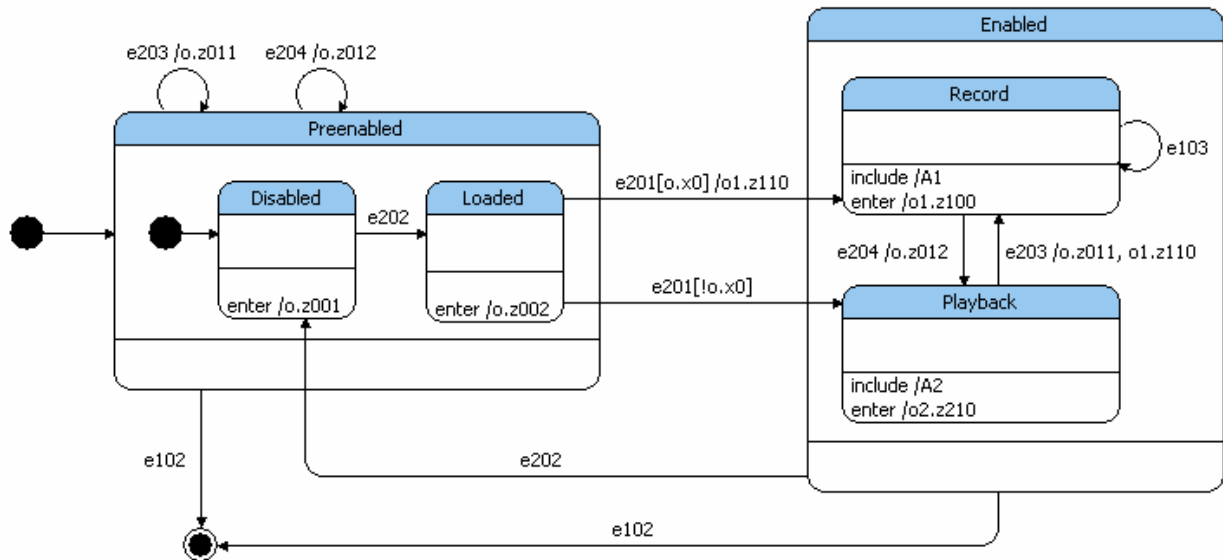 e203 /o.z011
e204 /o.z012
Preenabled
Disabled
enter /o.z001
e202
Loaded
enter /o.z002
e201[o.x0] /o1.z110
e201[!o.x0]
Enabled
Record
include /A1
enter /o1.z100
e103
e204 /o.z012
e203 /o.z011, o1.z110
Playback
include /A2
enter /o2.z210
e102
e202
e102